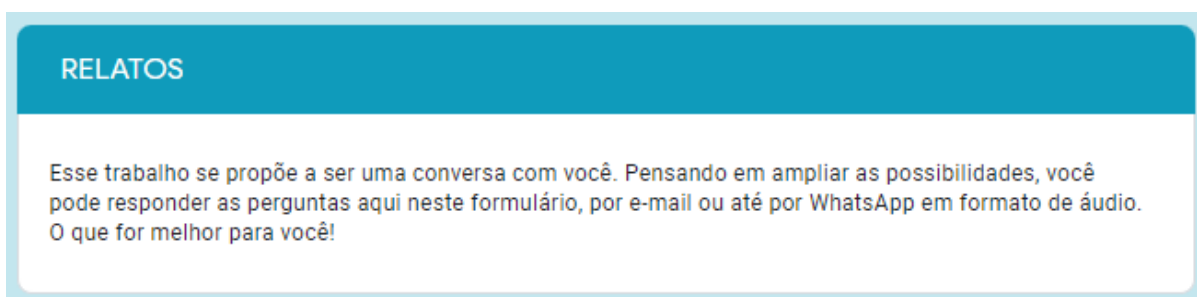 RELATOS
Esse trabalho se propõe a ser uma conversa com você. Pensando em ampliar as possibilidades, você
pode responder as perguntas aqui neste formulário, por e-mail ou até por WhatsApp em formato de áudio.
O que for melhor para você!